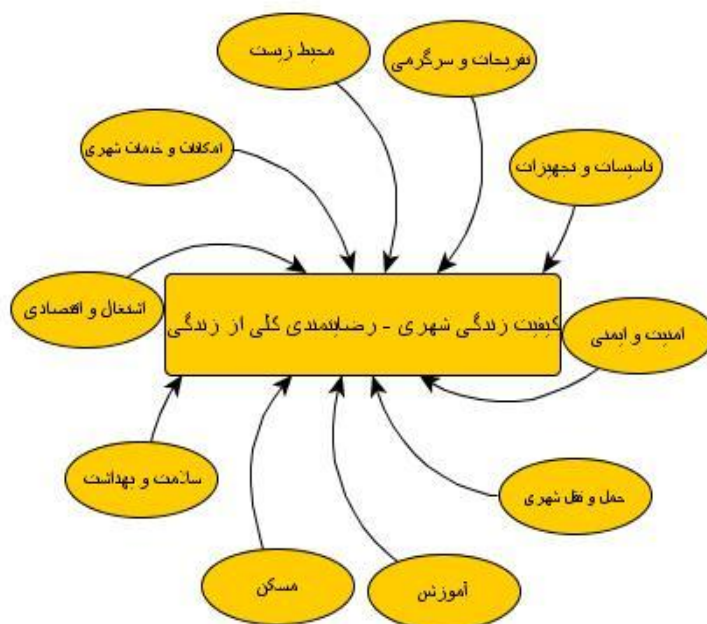 محیط زیست
تفریحات و سرگرمی
امکانات و خدمات شهری
تاسیسات و تجهیزات
اشتغال و اقتصادی
کیفیت زندگی شهری - رضایتمندی کلی از زندگی
امنیت و ایمنی
سلامت و بهداشت
حمل و نقل شهری
مسکن
آموزش